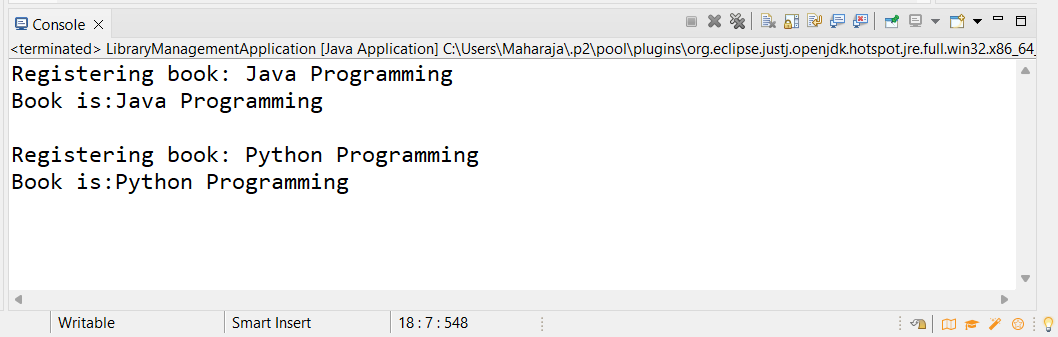 Console
<terminated> LibraryManagementApplication [Java Application] C:\Users\Maharaja\.p2\pool\plugins\org.eclipse.justj.openjdk.hotspot.jre.full.win32.x86_64_
Registering book: Java Programming
Book is:Java Programming
Registering book: Python Programming
Book is:Python Programming
Writable Smart Insert 18 : 7 : 548